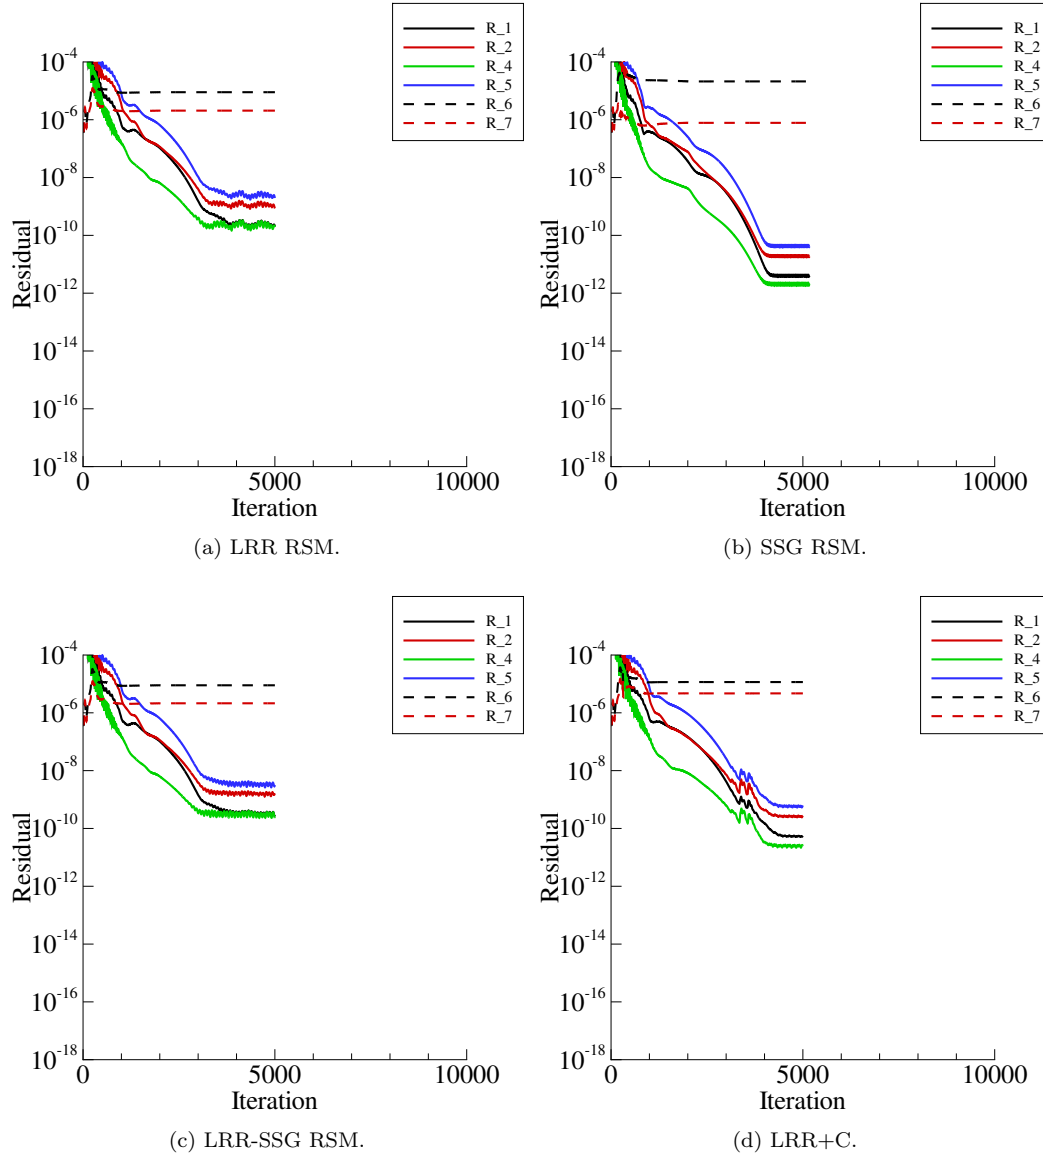 R_1
R_2
R_4
R_5
R_6
R_7
10^-4
10^-6
10^-8
10^-10
10^-12
10^-14
10^-16
10^-18
Residual
0
5000
10000
Iteration
(a) LRR RSM.
R_1
R_2
R_4
R_5
R_6
R_7
10^-4
10^-6
10^-8
10^-10
10^-12
10^-14
10^-16
10^-18
Residual
0
5000
10000
Iteration
(b) SSG RSM.
R_1
R_2
R_4
R_5
R_6
R_7
10^-4
10^-6
10^-8
10^-10
10^-12
10^-14
10^-16
10^-18
Residual
0
5000
10000
Iteration
(c) LRR-SSG RSM.
R_1
R_2
R_4
R_5
R_6
R_7
10^-4
10^-6
10^-8
10^-10
10^-12
10^-14
10^-16
10^-18
Residual
0
5000
10000
Iteration
(d) LRR+C.